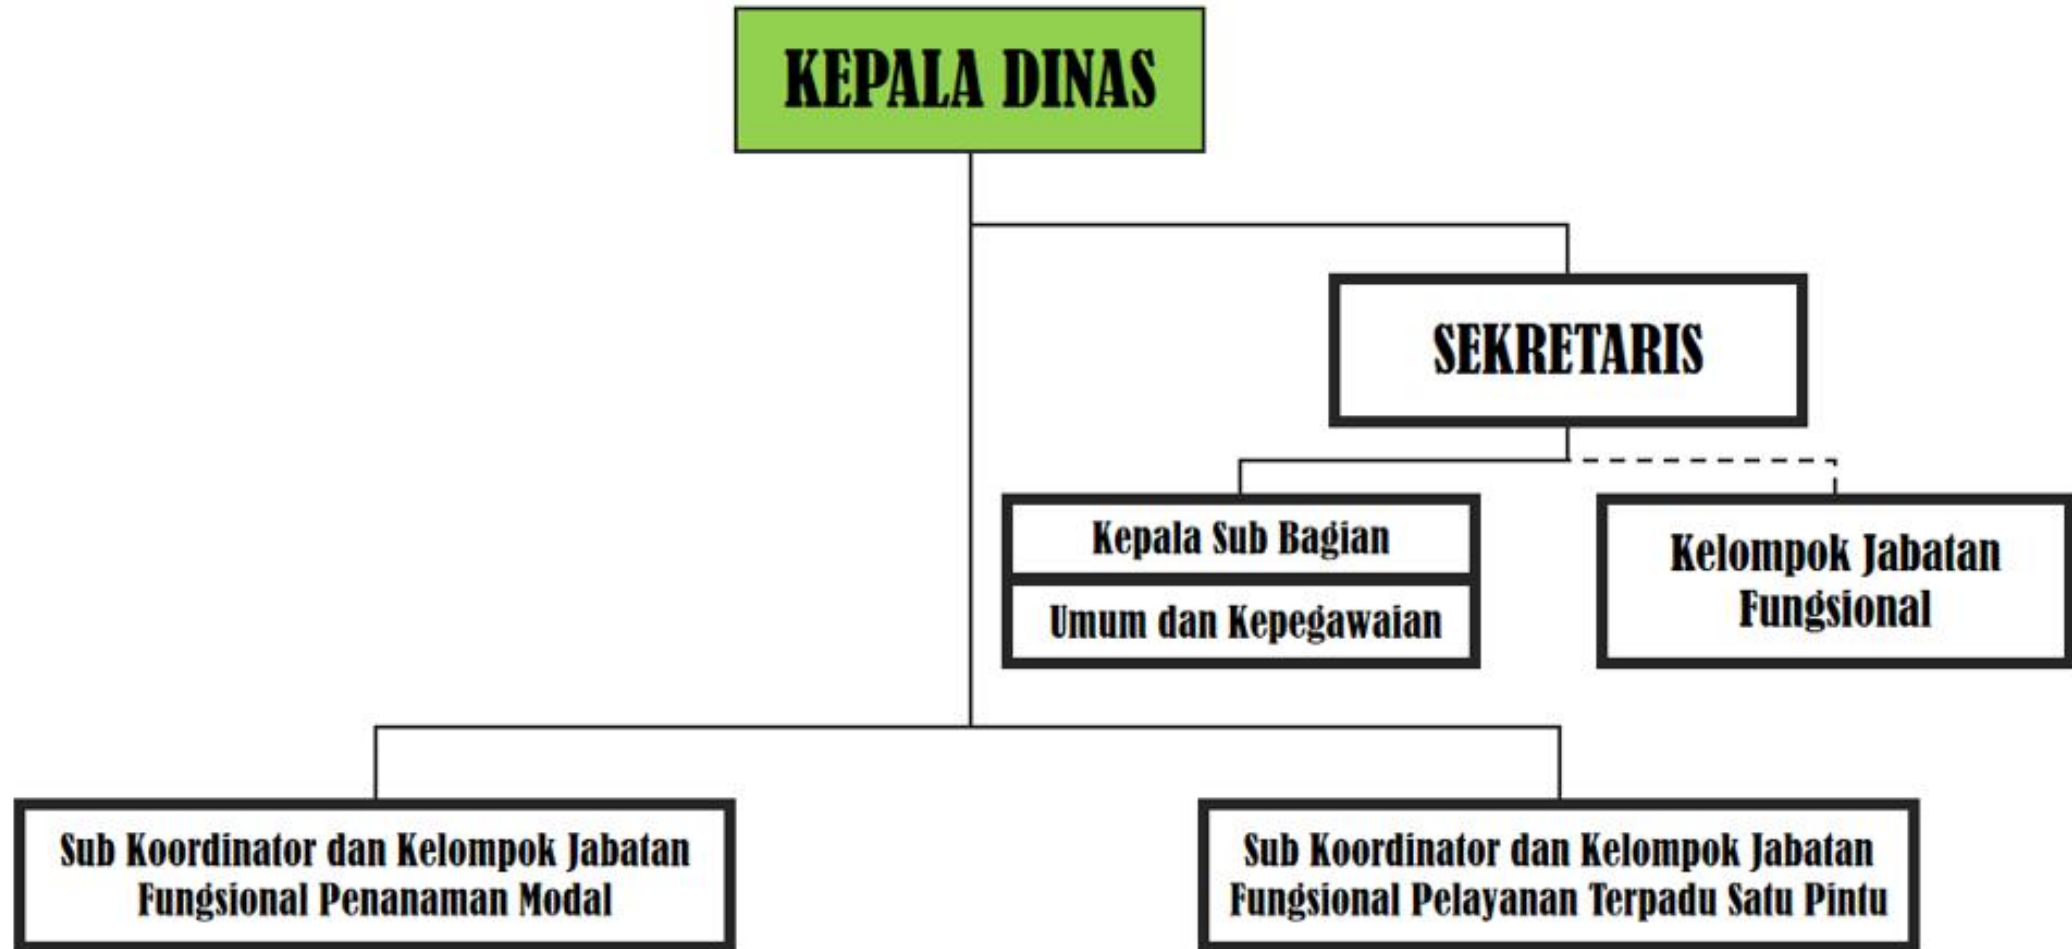 KEPALA DINAS
SEKRETARIS
Kepala Sub Bagian
Umum dan Kepegawaian
Kelompok Jabatan
Fungsional
Sub Koordinator dan Kelompok Jabatan
Fungsional Penanaman Modal
Sub Koordinator dan Kelompok Jabatan
Fungsional Pelayanan Terpadu Satu Pintu